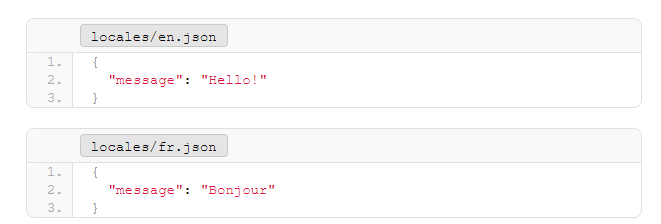 locales/en.json
1. {
2.   "message": "Hello!"
3. }
locales/fr.json
1. {
2.   "message": "Bonjour"
3. }